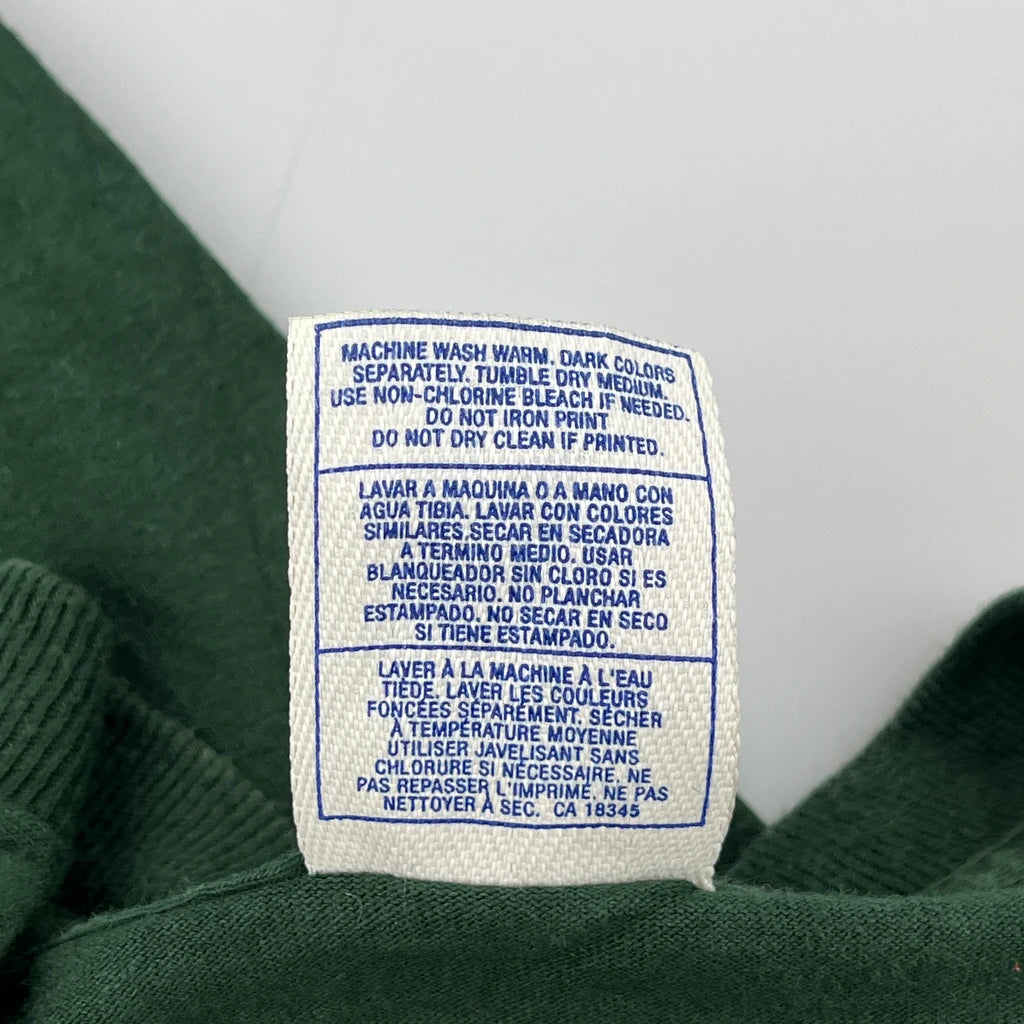 MACHINE WASH WARM. DARK COLORS
SEPARATELY. TUMBLE DRY MEDIUM.
USE NON-CHLORINE BLEACH IF NEEDED.
DO NOT IRON PRINT
DO NOT DRY CLEAN IF PRINTED.
LAVAR A MAQUINA O A MANO CON
AGUA TIBIA. LAVAR CON COLORES
SIMILARES.SECAR EN SECADORA
A TERMINO MEDIO. USAR
BLANQUEADOR SIN CLORO SI ES
NECESARIO. NO PLANCHAR
ESTAMPADO. NO SECAR EN SECO
SI TIENE ESTAMPADO.
LAVER À LA MACHINE À L'EAU
TIÈDE. LAVER LES COULEURS
FONCÉES SÉPARÉMENT. SÉCHER
À TEMPÉRATURE MOYENNE
UTILISER JAVELISANT SANS
CHLORURE SI NÉCESSAIRE. NE
PAS REPASSER L'IMPRIMÉ. NE PAS
NETTOYER À SEC. CA 18345